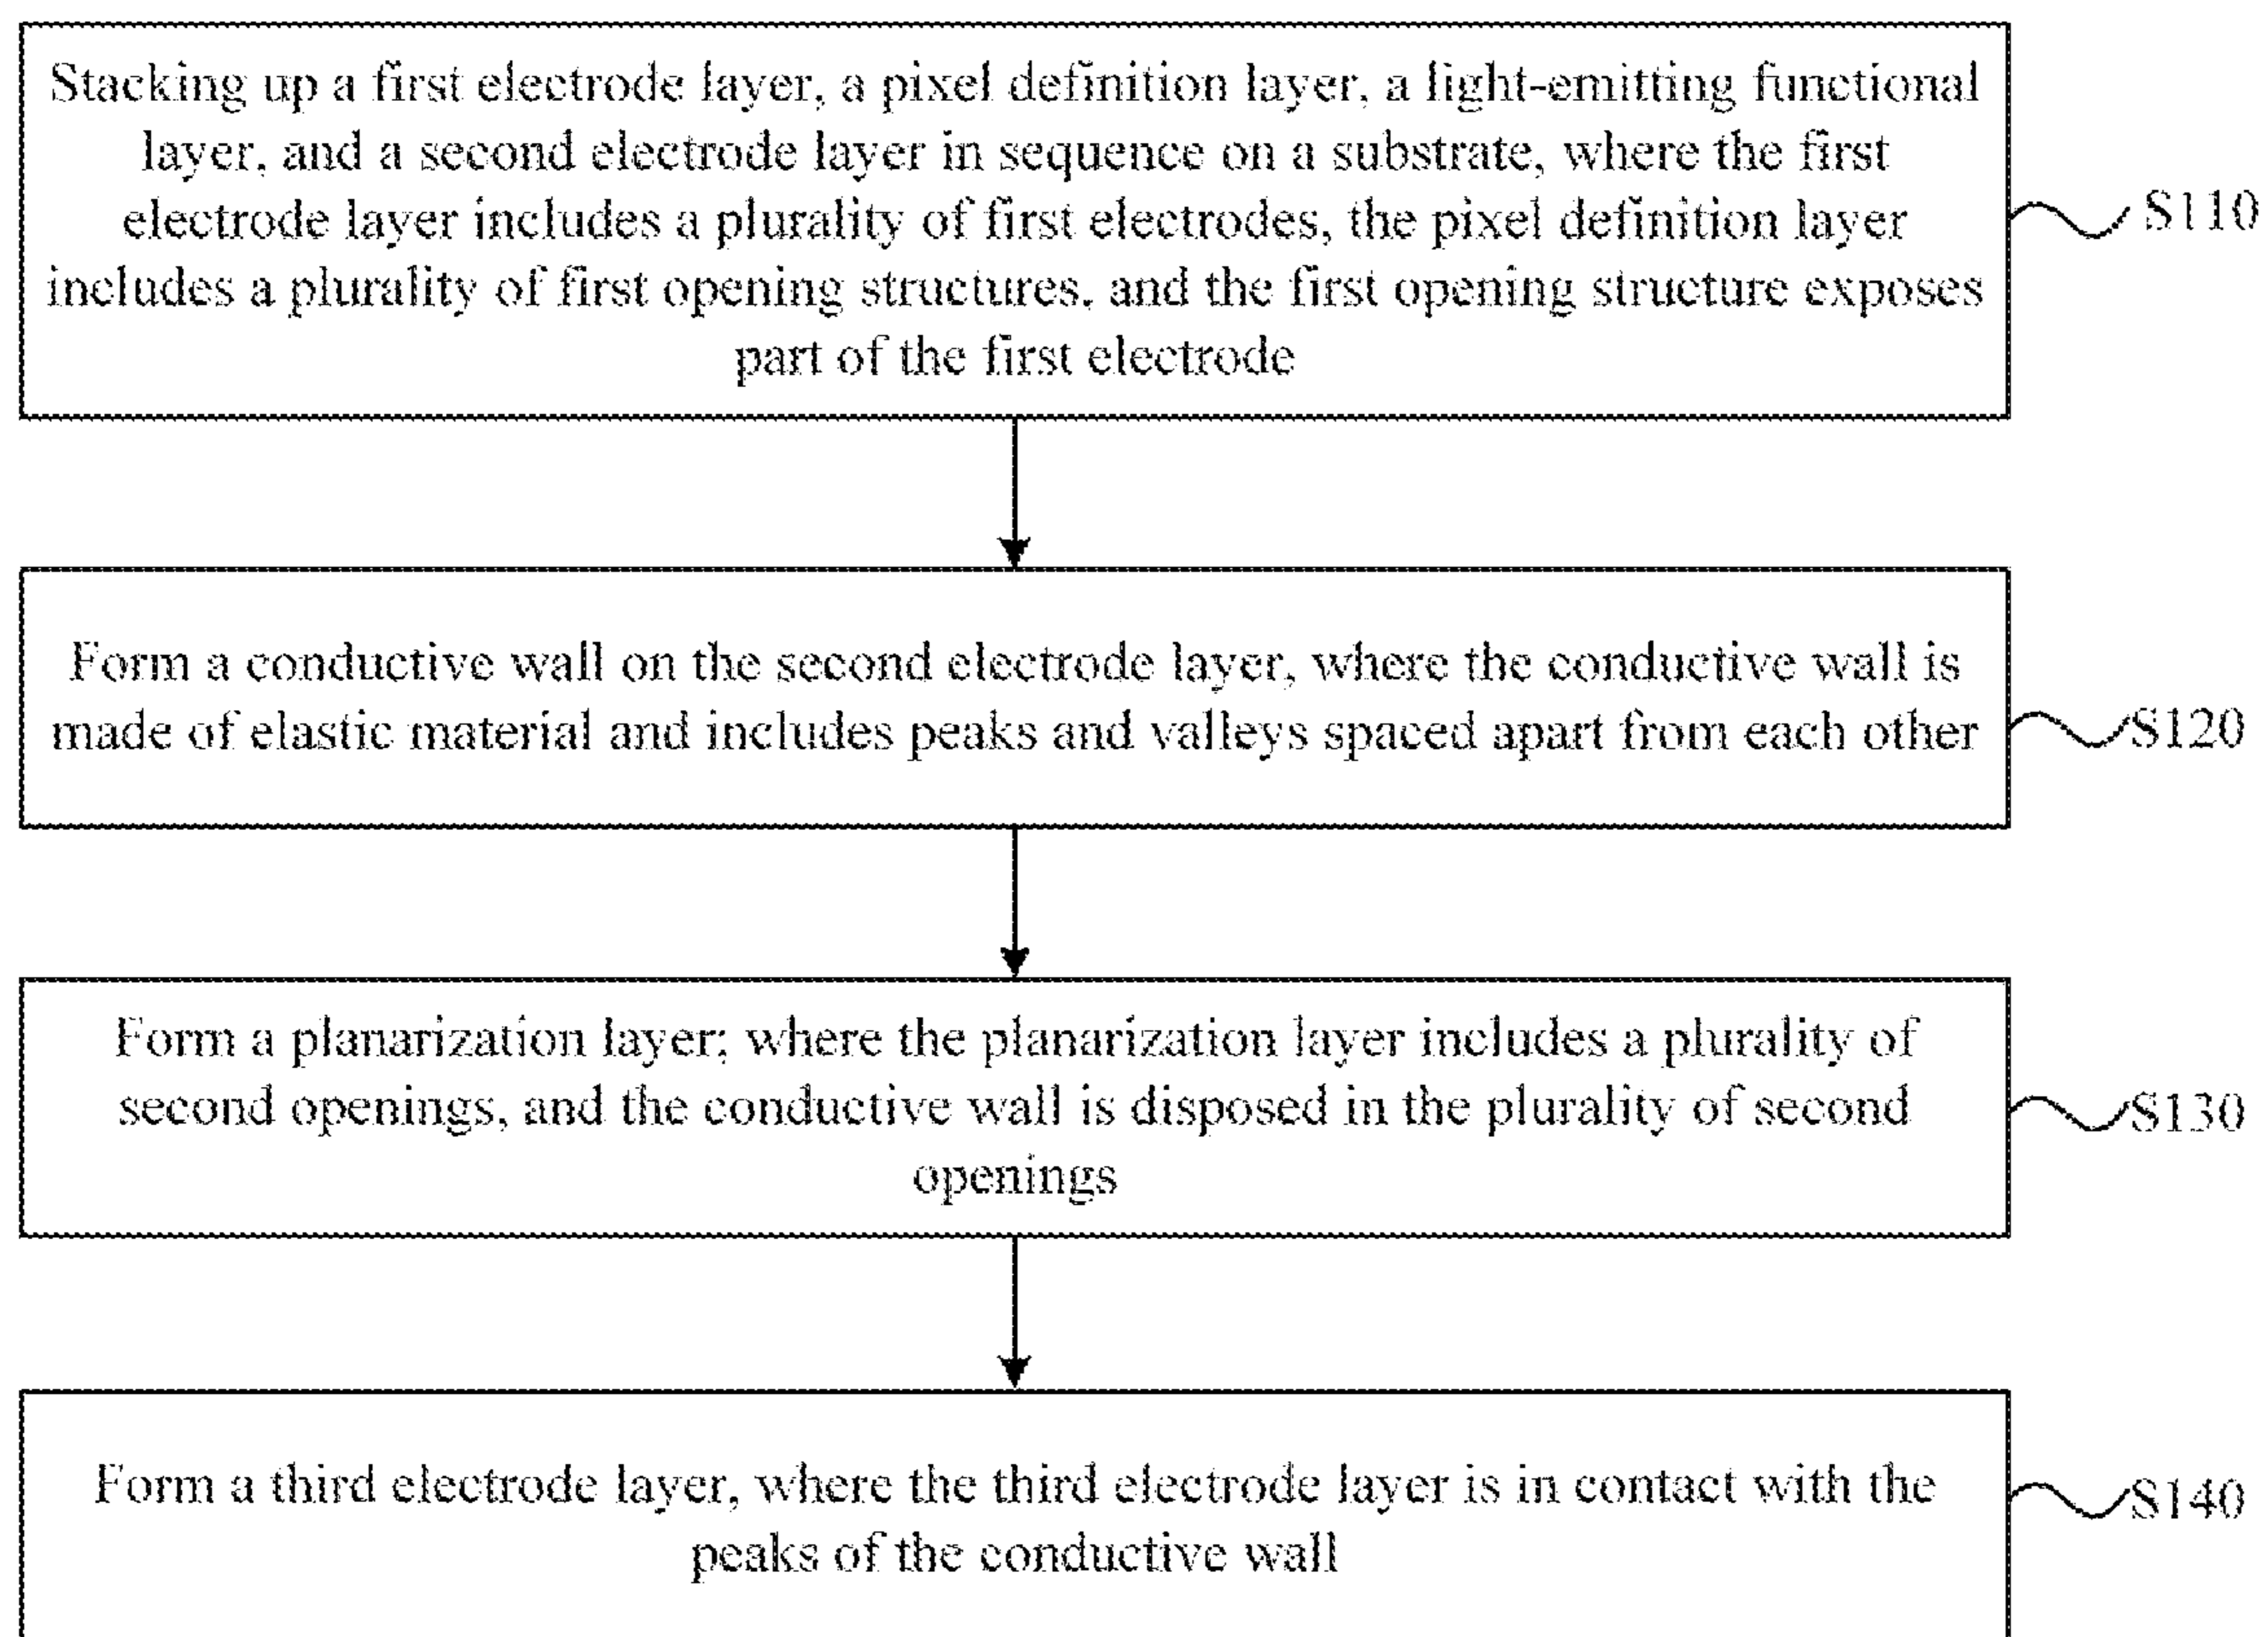 Stacking up a first electrode layer, a pixel definition layer, a light-emitting functional
layer, and a second electrode layer in sequence on a substrate, where the first
electrode layer includes a plurality of first electrodes, the pixel definition layer
includes a plurality of first opening structures, and the first opening structure exposes
part of the first electrode
S110
Form a conductive wall on the second electrode layer, where the conductive wall is
made of elastic material and includes peaks and valleys spaced apart from each other
S120
Form a planarization layer; where the planarization layer includes a plurality of
second openings, and the conductive wall is disposed in the plurality of second
openings
S130
Form a third electrode layer, where the third electrode layer is in contact with the
peaks of the conductive wall
S140